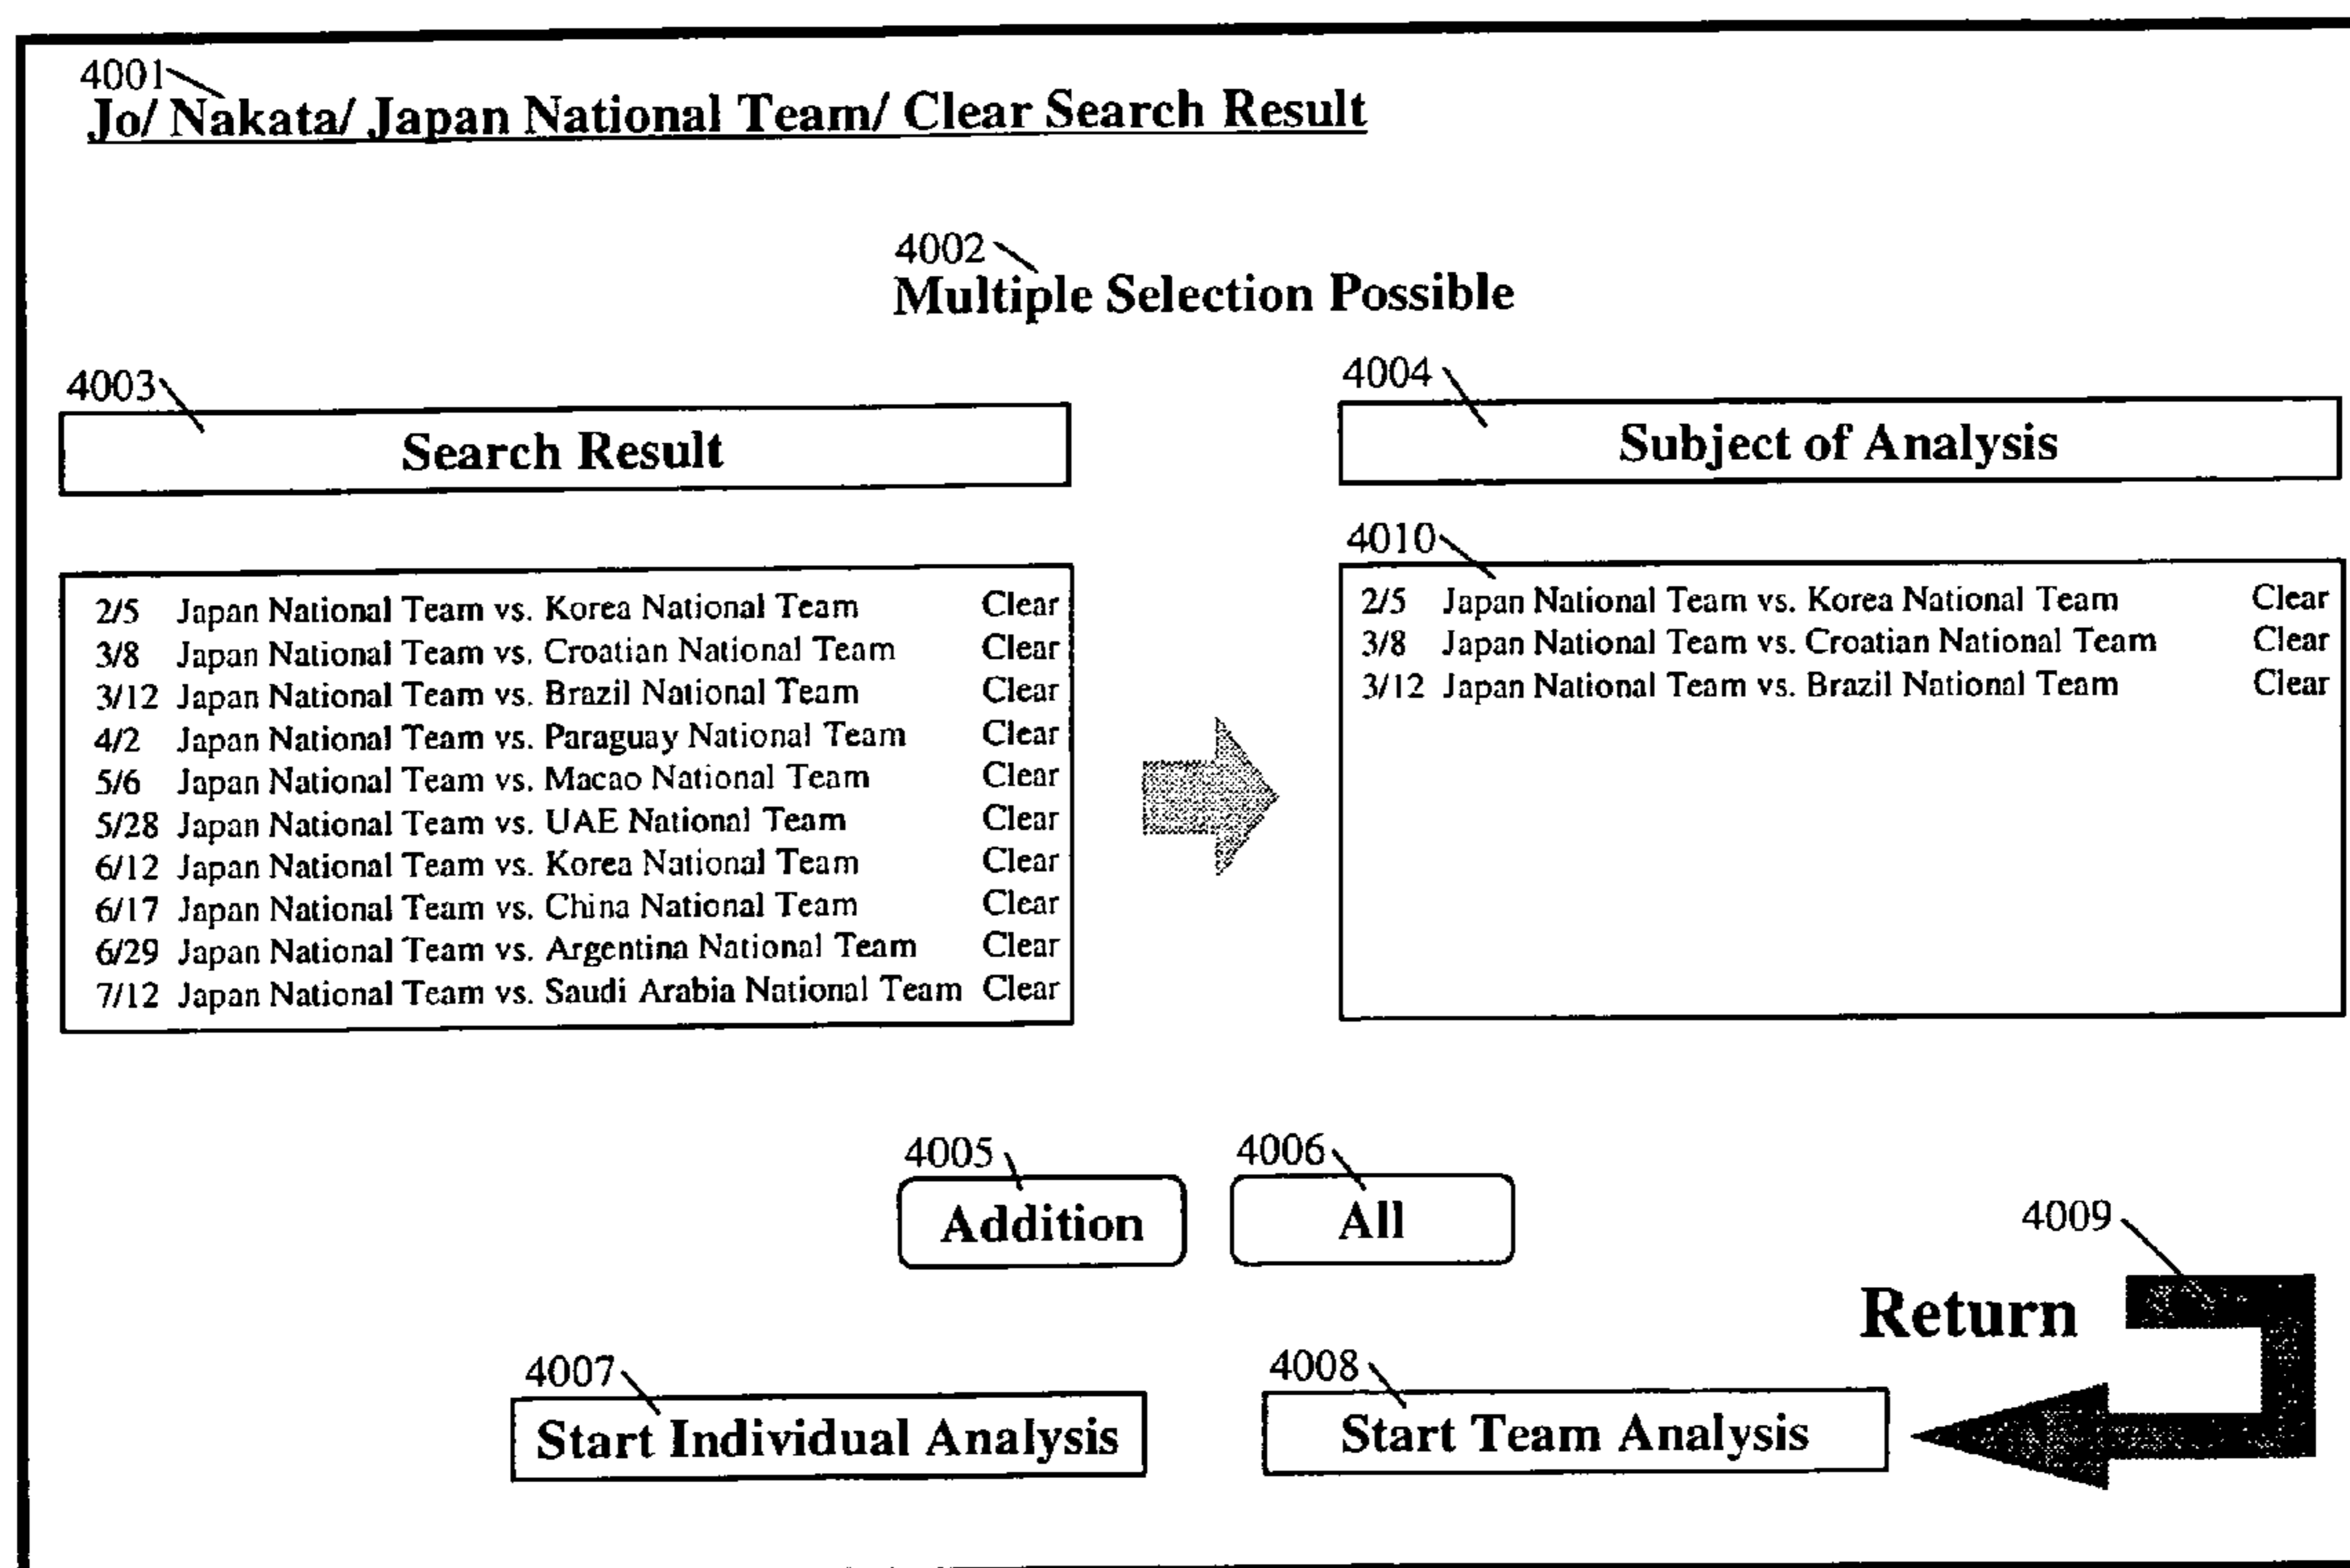 4001
Jo/ Nakata/ Japan National Team/ Clear Search Result
4002
Multiple Selection Possible
4003
Search Result
4004
Subject of Analysis
2/5 Japan National Team vs. Korea National Team Clear
3/8 Japan National Team vs. Croatian National Team Clear
3/12 Japan National Team vs. Brazil National Team Clear
4/2 Japan National Team vs. Paraguay National Team Clear
5/6 Japan National Team vs. Macao National Team Clear
5/28 Japan National Team vs. UAE National Team Clear
6/12 Japan National Team vs. Korea National Team Clear
6/17 Japan National Team vs. China National Team Clear
6/29 Japan National Team vs. Argentina National Team Clear
7/12 Japan National Team vs. Saudi Arabia National Team Clear
4010
2/5 Japan National Team vs. Korea National Team Clear
3/8 Japan National Team vs. Croatian National Team Clear
3/12 Japan National Team vs. Brazil National Team Clear
4005
Addition
4006
All
4009
Return
4007
Start Individual Analysis
4008
Start Team Analysis